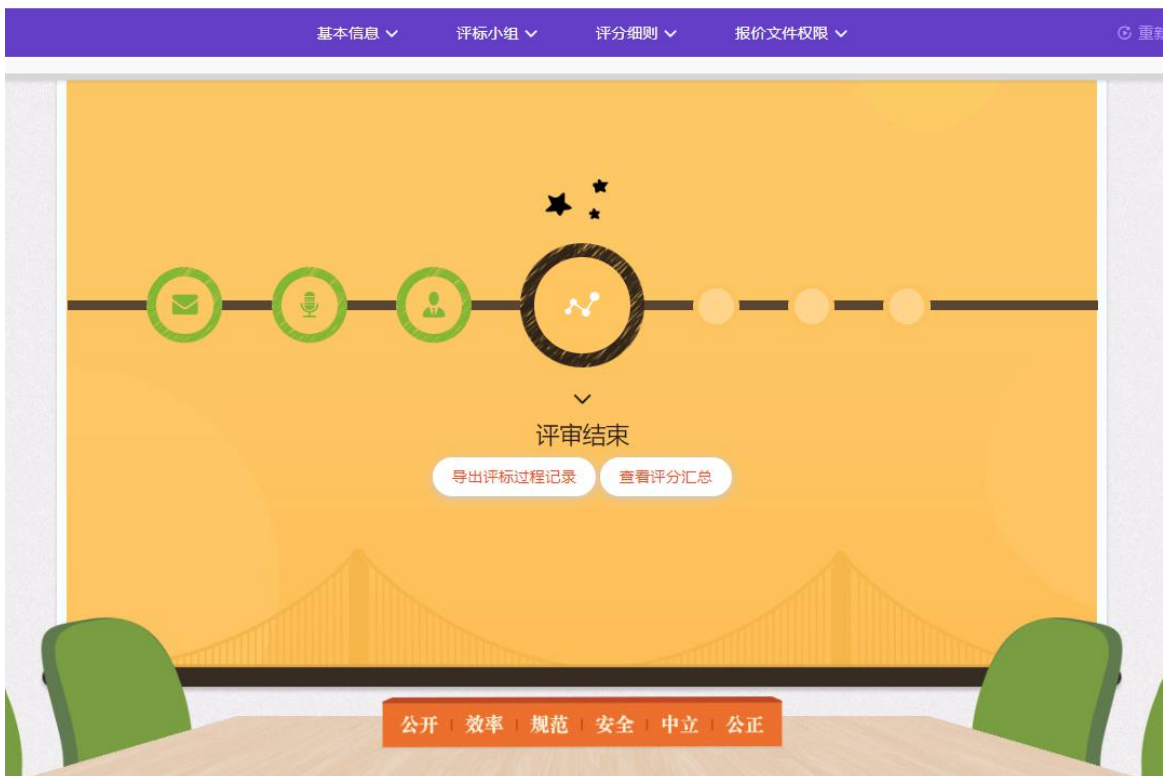 基本信息 评标小组 评分细则 报价文件权限 重新
评审结束
导出评标过程记录 查看评分汇总
公开 效率 规范 安全 中立 公正